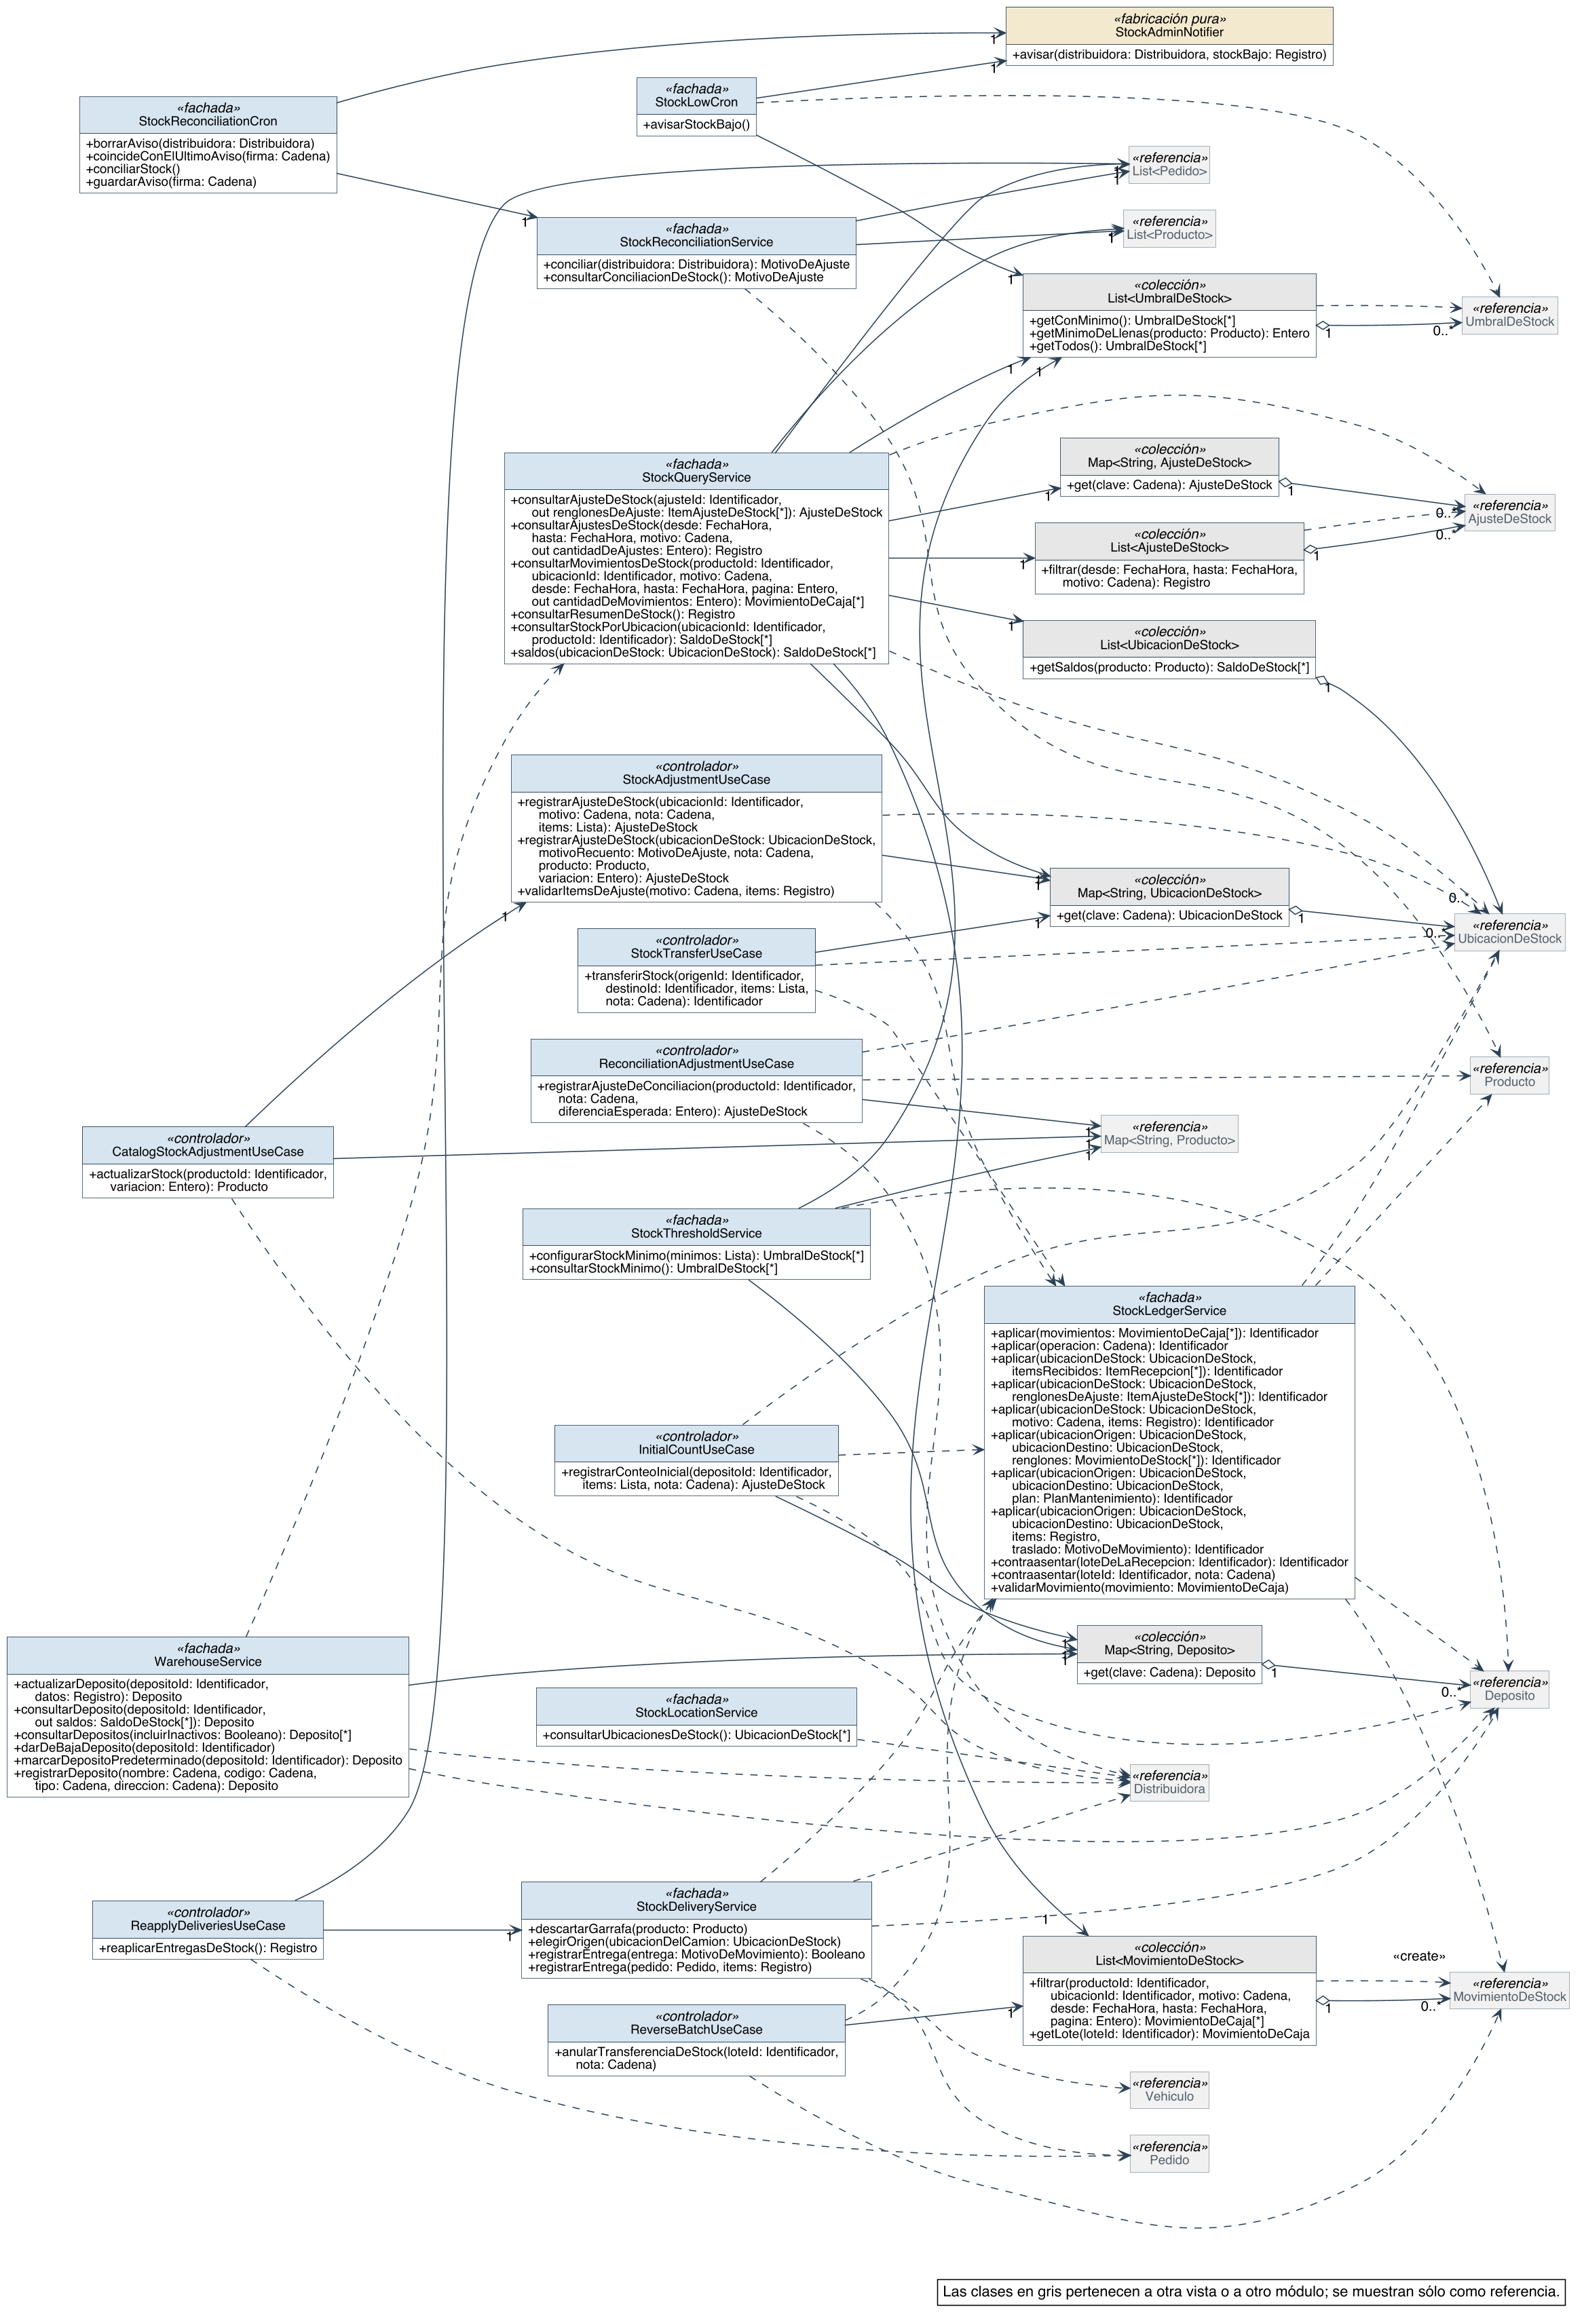 «fabricación pura»
StockAdminNotifier
+avisar(distribuidora: Distribuidora, stockBajo: Registro)
«fachada»
StockLowCron
+avisarStockBajo()
«fachada»
StockReconciliationCron
+borrarAviso(distribuidora: Distribuidora)
+coincideConElUltimoAviso(firma: Cadena)
+conciliarStock()
+guardarAviso(firma: Cadena)
«referencia»
List<Pedido>
«referencia»
List<Producto>
«fachada»
StockReconciliationService
+conciliar(distribuidora: Distribuidora): MotivoDeAjuste
+consultarConciliacionDeStock(): MotivoDeAjuste
«colección»
List<UmbralDeStock>
+getConMinimo(): UmbralDeStock[*]
+getMinimoDeLlenas(producto: Producto): Entero
+getTodos(): UmbralDeStock[*]
«referencia»
UmbralDeStock
«fachada»
StockQueryService
+consultarAjusteDeStock(ajusteId: Identificador,
out renglonesDeAjuste: ItemAjusteDeStock[*]): AjusteDeStock
+consultarAjustesDeStock(desde: FechaHora,
hasta: FechaHora, motivo: Cadena,
out cantidadDeAjustes: Entero): Registro
+consultarMovimientosDeStock(productoId: Identificador,
ubicacionId: Identificador, motivo: Cadena,
desde: FechaHora, hasta: FechaHora, pagina: Entero,
out cantidadDeMovimientos: Entero): MovimientoDeCaja[*]
+consultarResumenDeStock(): Registro
+consultarStockPorUbicacion(ubicacionId: Identificador,
productoId: Identificador): SaldoDeStock[*]
+saldos(ubicacionDeStock: UbicacionDeStock): SaldoDeStock[*]
«colección»
Map<String, AjusteDeStock>
+get(clave: Cadena): AjusteDeStock
«referencia»
AjusteDeStock
«colección»
List<AjusteDeStock>
+filtrar(desde: FechaHora, hasta: FechaHora,
motivo: Cadena): Registro
«colección»
List<UbicacionDeStock>
+getSaldos(producto: Producto): SaldoDeStock[*]
«controlador»
StockAdjustmentUseCase
+registrarAjusteDeStock(ubicacionId: Identificador,
motivo: Cadena, nota: Cadena,
items: Lista): AjusteDeStock
+registrarAjusteDeStock(ubicacionDeStock: UbicacionDeStock,
motivoRecuento: MotivoDeAjuste, nota: Cadena,
producto: Producto,
variacion: Entero): AjusteDeStock
+validarItemsDeAjuste(motivo: Cadena, items: Registro)
«colección»
Map<String, UbicacionDeStock>
+get(clave: Cadena): UbicacionDeStock
«referencia»
UbicacionDeStock
«controlador»
StockTransferUseCase
+transferirStock(origenId: Identificador,
destinoId: Identificador, items: Lista,
nota: Cadena): Identificador
«controlador»
ReconciliationAdjustmentUseCase
+registrarAjusteDeConciliacion(productoId: Identificador,
nota: Cadena,
diferenciaEsperada: Entero): AjusteDeStock
«referencia»
Producto
«referencia»
Map<String, Producto>
«controlador»
CatalogStockAdjustmentUseCase
+actualizarStock(productoId: Identificador,
variacion: Entero): Producto
«fachada»
StockThresholdService
+configurarStockMinimo(minimos: Lista): UmbralDeStock[*]
+consultarStockMinimo(): UmbralDeStock[*]
«fachada»
StockLedgerService
+aplicar(movimientos: MovimientoDeCaja[*]): Identificador
+aplicar(operacion: Cadena): Identificador
+aplicar(ubicacionDeStock: UbicacionDeStock,
itemsRecibidos: ItemRecepcion[*]): Identificador
+aplicar(ubicacionDeStock: UbicacionDeStock,
renglonesDeAjuste: ItemAjusteDeStock[*]): Identificador
+aplicar(ubicacionDeStock: UbicacionDeStock,
motivo: Cadena, items: Registro): Identificador
+aplicar(ubicacionOrigen: UbicacionDeStock,
ubicacionDestino: UbicacionDeStock,
renglones: MovimientoDeStock[*]): Identificador
+aplicar(ubicacionOrigen: UbicacionDeStock,
ubicacionDestino: UbicacionDeStock,
plan: PlanMantenimiento): Identificador
+aplicar(ubicacionOrigen: UbicacionDeStock,
ubicacionDestino: UbicacionDeStock,
items: Registro,
traslado: MotivoDeMovimiento): Identificador
+contraasentar(loteDeLaRecepcion: Identificador): Identificador
+contraasentar(loteId: Identificador, nota: Cadena)
+validarMovimiento(movimiento: MovimientoDeCaja)
«controlador»
InitialCountUseCase
+registrarConteoInicial(depositoId: Identificador,
items: Lista, nota: Cadena): AjusteDeStock
«colección»
Map<String, Deposito>
+get(clave: Cadena): Deposito
«referencia»
Deposito
«fachada»
WarehouseService
+actualizarDeposito(depositoId: Identificador,
datos: Registro): Deposito
+consultarDeposito(depositoId: Identificador,
out saldos: SaldoDeStock[*]): Deposito
+consultarDepositos(incluirInactivos: Booleano): Deposito[*]
+darDeBajaDeposito(depositoId: Identificador)
+marcarDepositoPredeterminado(depositoId: Identificador): Deposito
+registrarDeposito(nombre: Cadena, codigo: Cadena,
tipo: Cadena, direccion: Cadena): Deposito
«fachada»
StockLocationService
+consultarUbicacionesDeStock(): UbicacionDeStock[*]
«referencia»
Distribuidora
«fachada»
StockDeliveryService
+descartarGarrafa(producto: Producto)
+elegirOrigen(ubicacionDelCamion: UbicacionDeStock)
+registrarEntrega(entrega: MotivoDeMovimiento): Booleano
+registrarEntrega(pedido: Pedido, items: Registro)
«controlador»
ReapplyDeliveriesUseCase
+reaplicarEntregasDeStock(): Registro
«colección»
List<MovimientoDeStock>
+filtrar(productoId: Identificador,
ubicacionId: Identificador, motivo: Cadena,
desde: FechaHora, hasta: FechaHora,
pagina: Entero): MovimientoDeCaja[*]
+getLote(loteId: Identificador): MovimientoDeCaja
«create»
«referencia»
MovimientoDeStock
«controlador»
ReverseBatchUseCase
+anularTransferenciaDeStock(loteId: Identificador,
nota: Cadena)
«referencia»
Vehiculo
«referencia»
Pedido
Las clases en gris pertenecen a otra vista o a otro módulo; se muestran sólo como referencia.